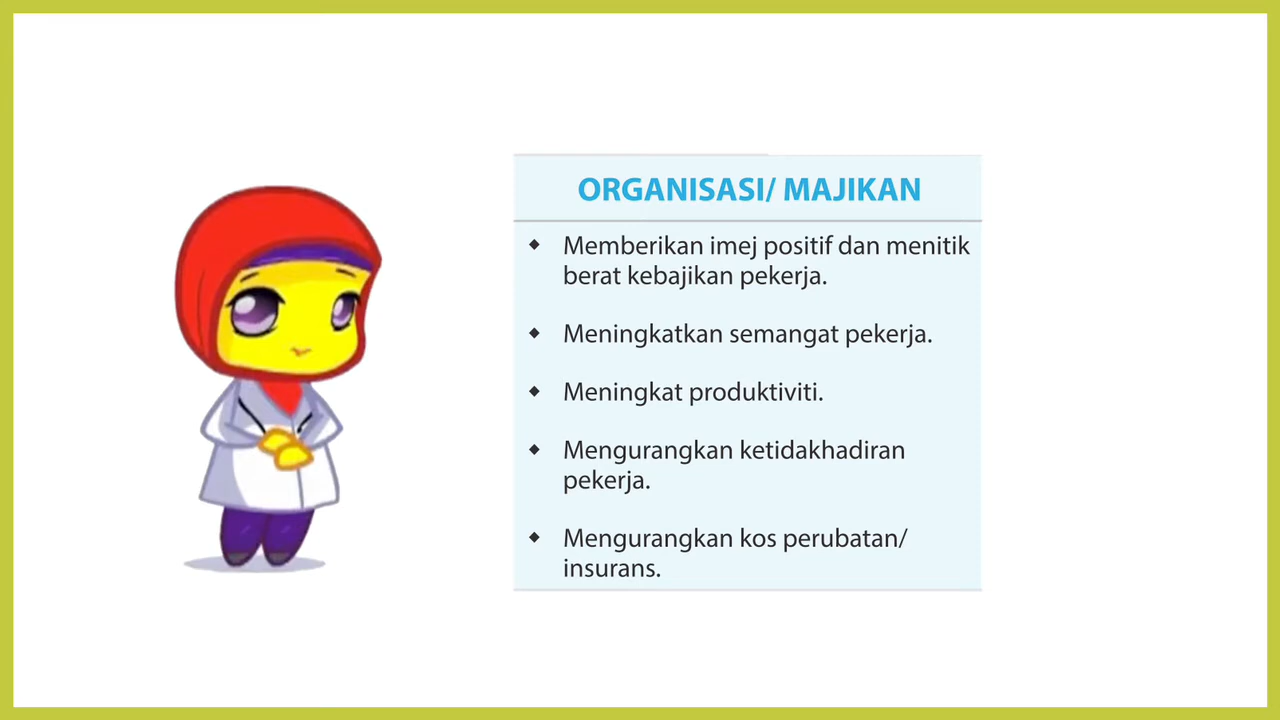 ORGANISASI/ MAJIKAN
◆ Memberikan imej positif dan menitik
berat kebajikan pekerja.
◆ Meningkatkan semangat pekerja.
◆ Meningkat produktiviti.
◆ Mengurangkan ketidakhadiran
pekerja.
◆ Mengurangkan kos perubatan/
insurans.